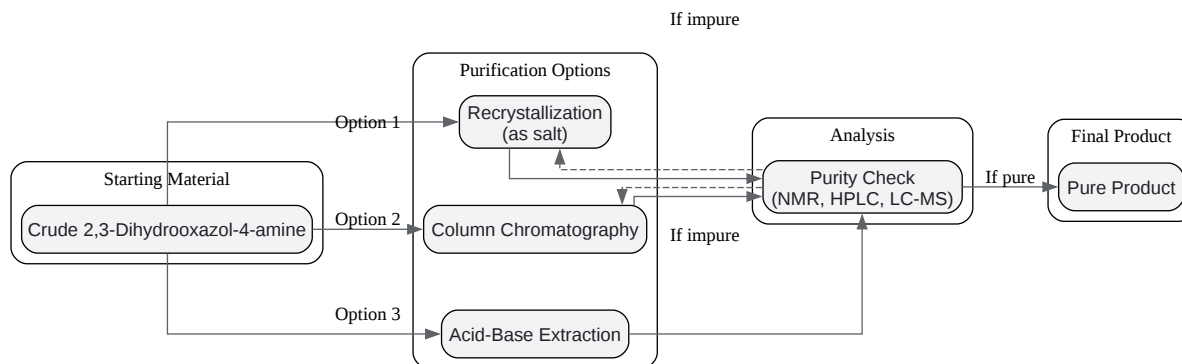 If impure
Purification Options
Recrystallization
(as salt)
Option 1
Analysis
Final Product
Starting Material
Purity Check
(NMR, HPLC, LC-MS)
If pure
Pure Product
Crude 2,3-Dihydrooxazol-4-amine
Option 2
Column Chromatography
If impure
Option 3
Acid-Base Extraction